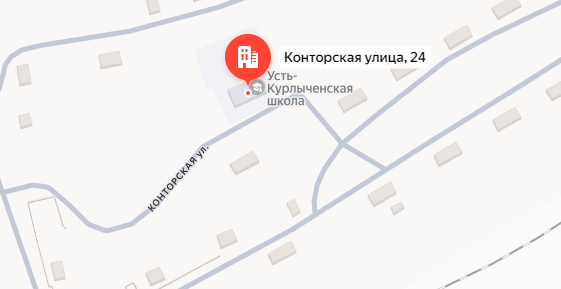 Конторская улица, 24
Усть-
Курлыченская
школа
КОНТОРСКАЯ УЛ.